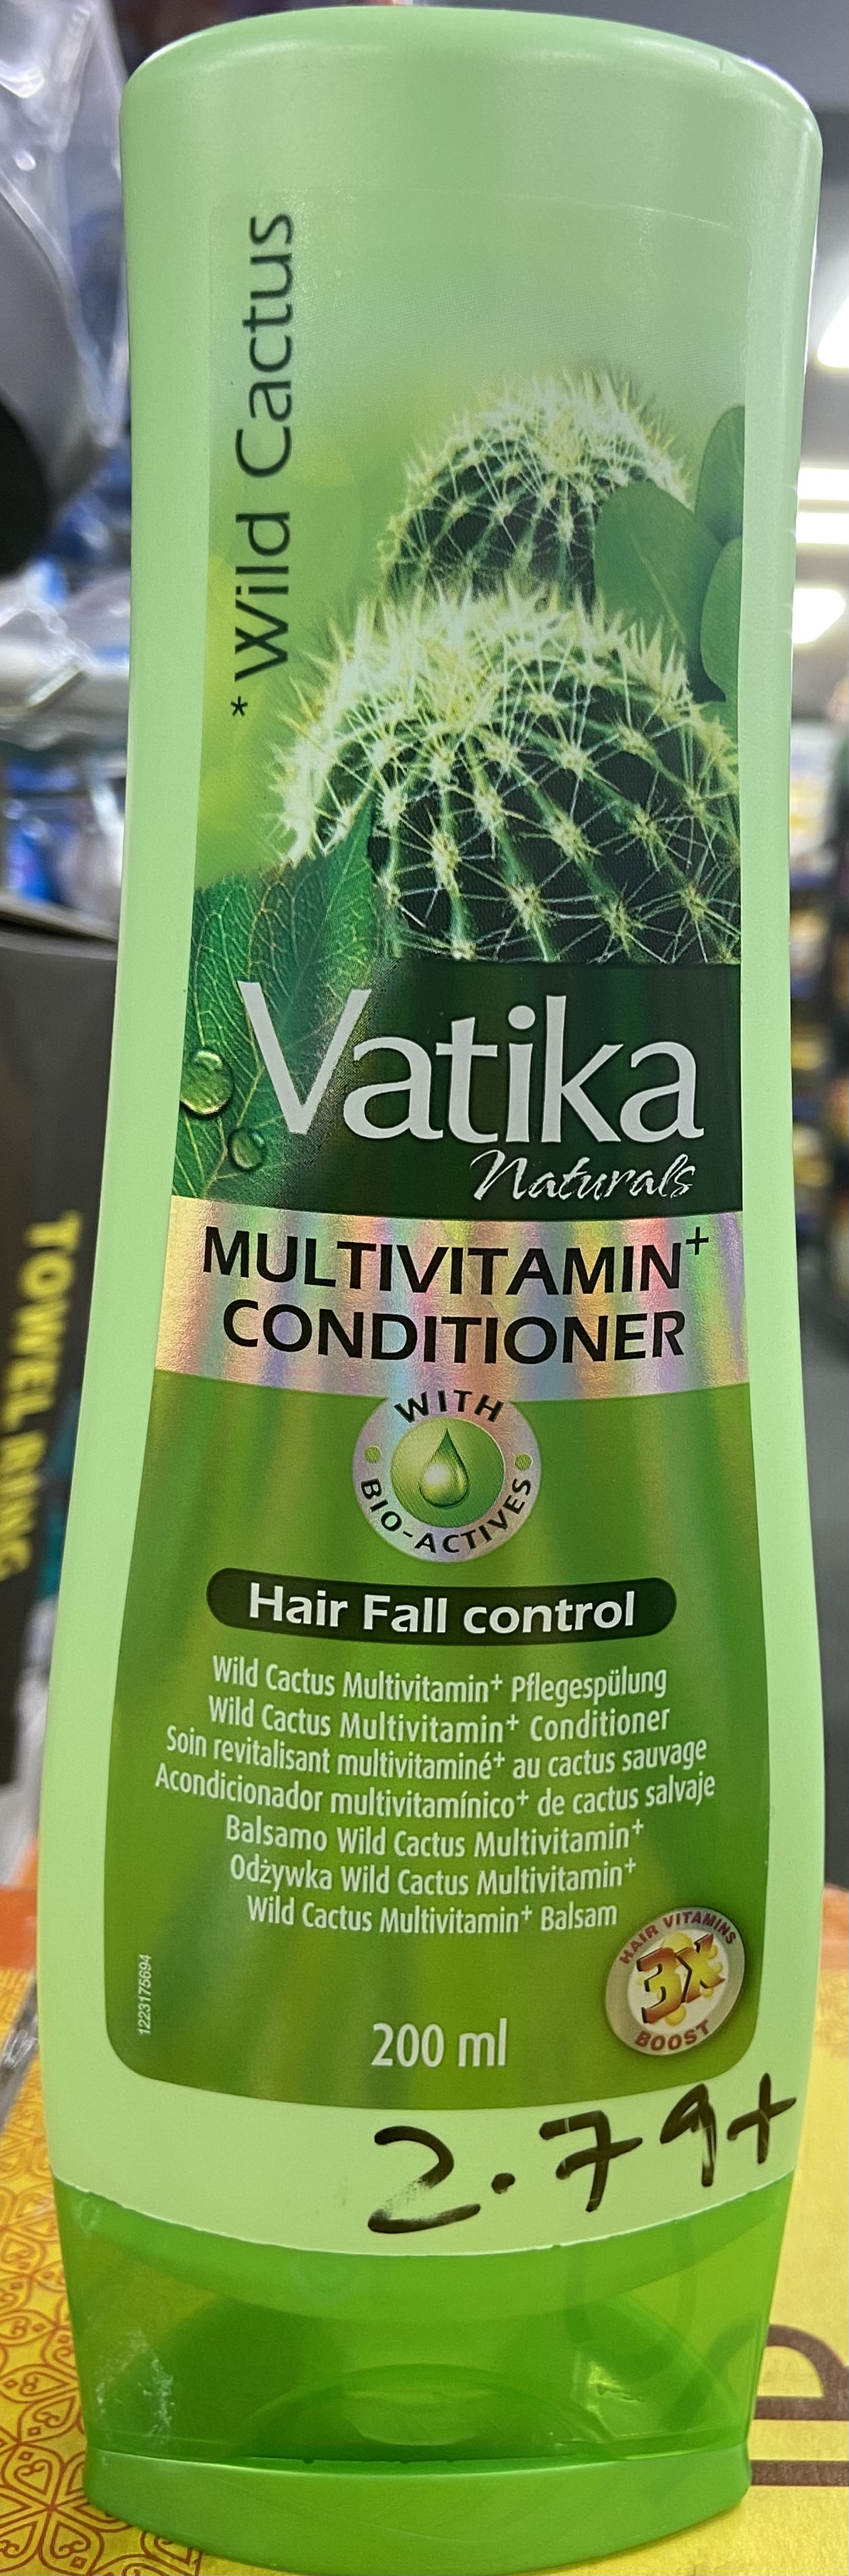 * Wild Cactus
Vatika
Naturals
MULTIVITAMIN+
CONDITIONER
WITH
BIO-ACTIVES
Hair Fall control
Wild Cactus Multivitamin+ Pflegespülung
Wild Cactus Multivitamin+ Conditioner
Soin revitalisant multivitaminé+ au cactus sauvage
Acondicionador multivitamínico+ de cactus salvaje
Balsamo Wild Cactus Multivitamin+
Odżywka Wild Cactus Multivitamin+
Wild Cactus Multivitamin+ Balsam
HAIR VITAMINS
3X
BOOST
1223175694
200 ml
2.79+
TOWEL RING